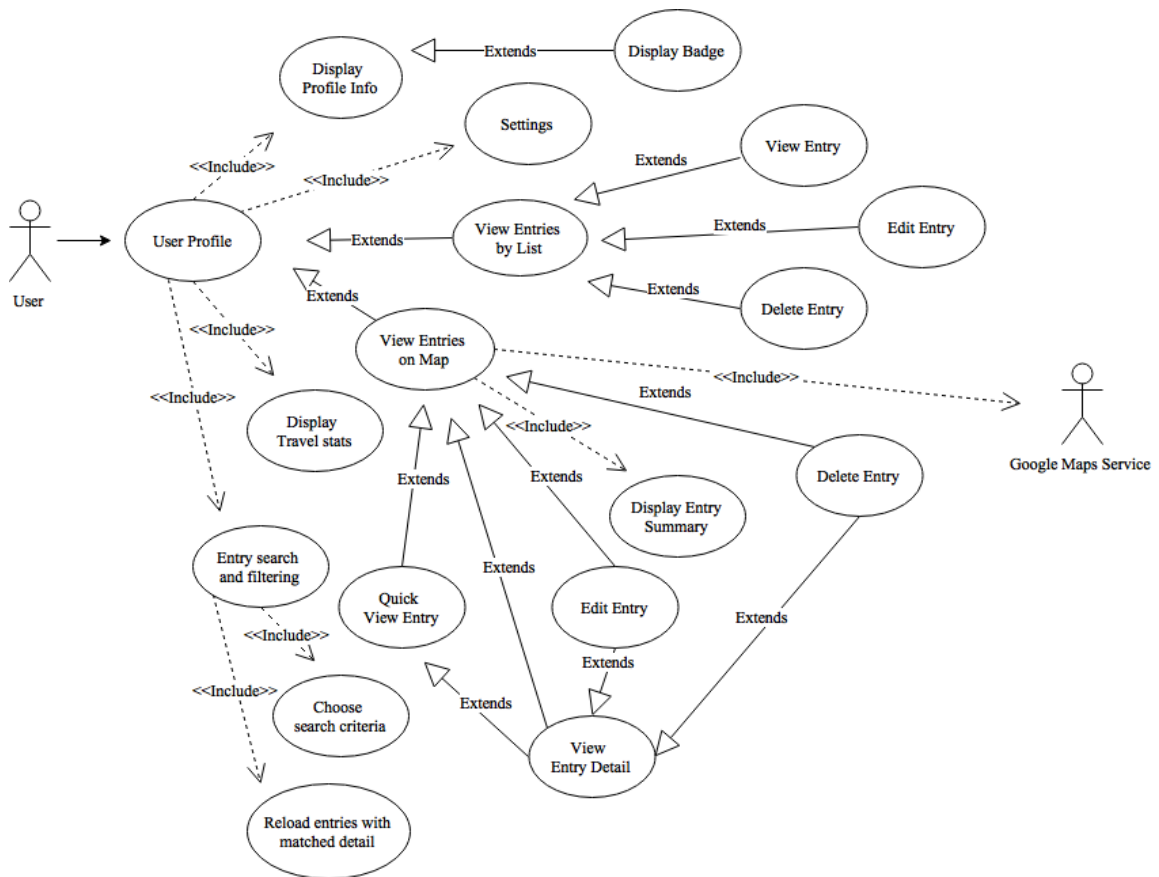 Display
Profile Info
Extends
Display Badge
Settings
<<Include>>
<<Include>>
View Entry
Extends
User
User Profile
Extends
View Entries
by List
Extends
Edit Entry
Extends
Delete Entry
Extends
<<Include>>
View Entries
on Map
<<Include>>
Extends
Google Maps Service
<<Include>>
Display
Travel stats
<<Include>>
Delete Entry
Extends
Extends
Display Entry
Summary
Entry search
and filtering
Extends
Quick
View Entry
Edit Entry
Extends
<<Include>>
Extends
<<Include>>
Extends
Choose
search criteria
View
Entry Detail
Reload entries with
matched detail